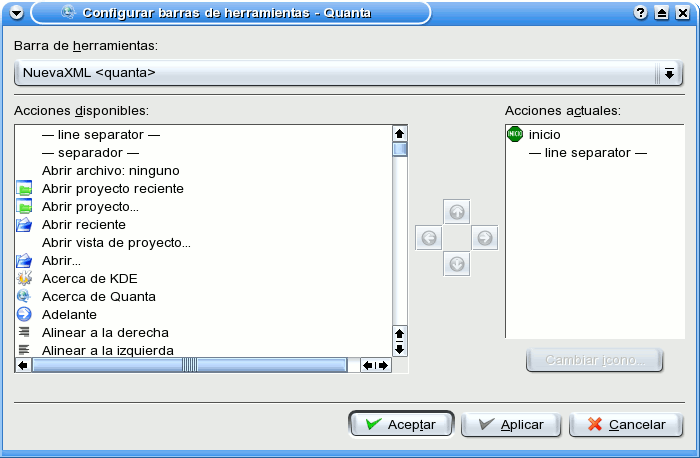 Configurar barras de herramientas - Quanta
Barra de herramientas:
NuevaXML <quanta>
Acciones disponibles:
— line separator —
— separador —
Abrir archivo: ninguno
Abrir proyecto reciente
Abrir proyecto...
Abrir reciente
Abrir vista de proyecto...
Abrir...
Acerca de KDE
Acerca de Quanta
Adelante
Alinear a la derecha
Alinear a la izquierda
Acciones actuales:
INICIO inicio
— line separator —
Cambiar icono...
Aceptar
Aplicar
Cancelar